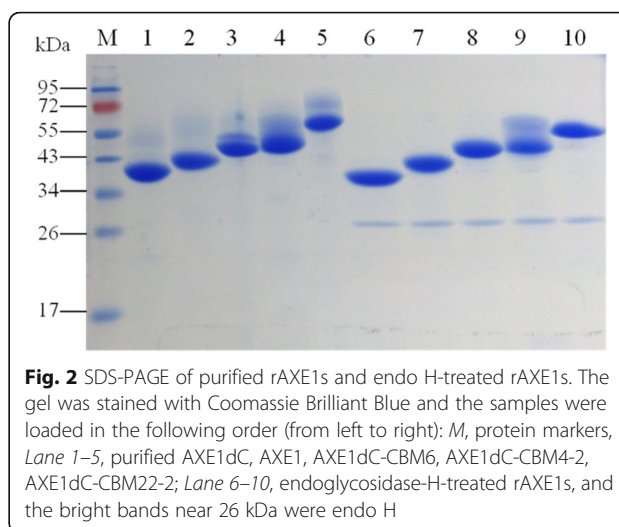 kDa M 1 2 3 4 5 6 7 8 9 10
95
72
55
43
34
26
17
Fig. 2 SDS-PAGE of purified rAXE1s and endo H-treated rAXE1s. The
gel was stained with Coomassie Brilliant Blue and the samples were
loaded in the following order (from left to right): M, protein markers,
Lane 1–5, purified AXE1dC, AXE1, AXE1dC-CBM6, AXE1dC-CBM4-2,
AXE1dC-CBM22-2; Lane 6–10, endoglycosidase-H-treated rAXE1s, and
the bright bands near 26 kDa were endo H